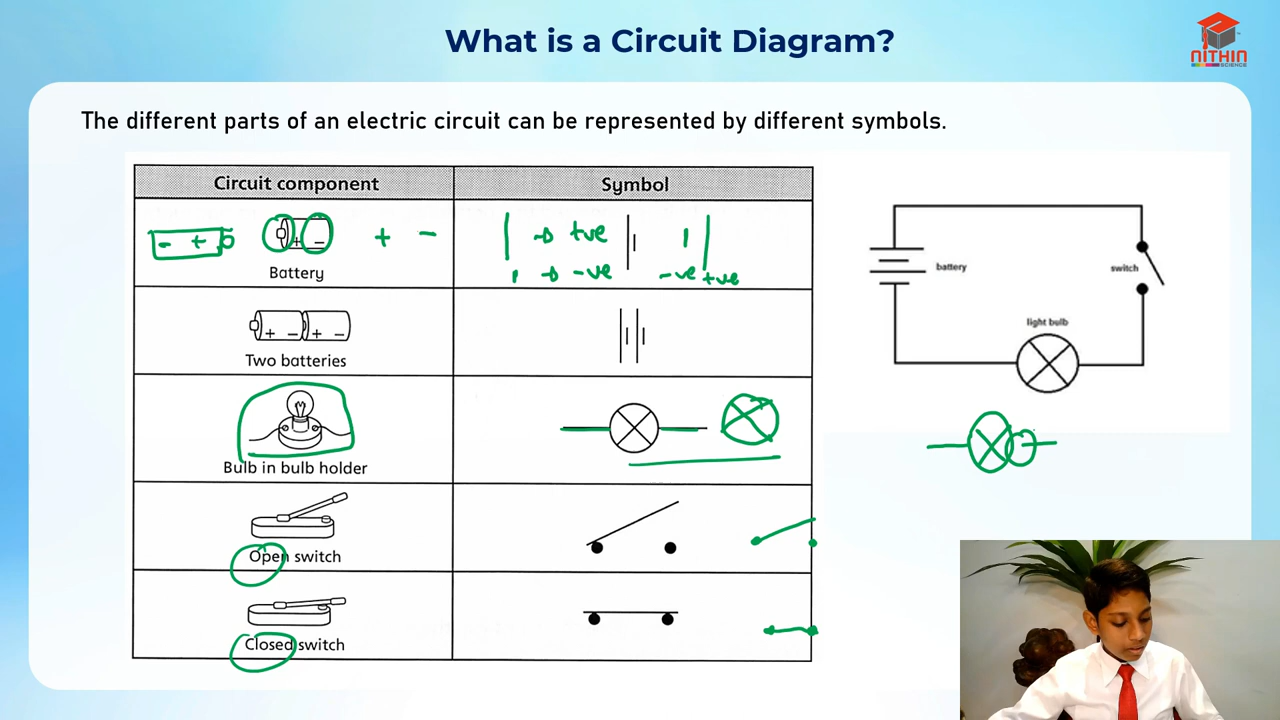 What is a Circuit Diagram?
NITHIN
SCIENCE
The different parts of an electric circuit can be represented by different symbols.
Circuit component
Symbol
- +
+ -
+ -
→ +ve
→ -ve
-ve +ve
Battery
+ - + -
Two batteries
Bulb in bulb holder
Open switch
Closed switch
battery
switch
light bulb